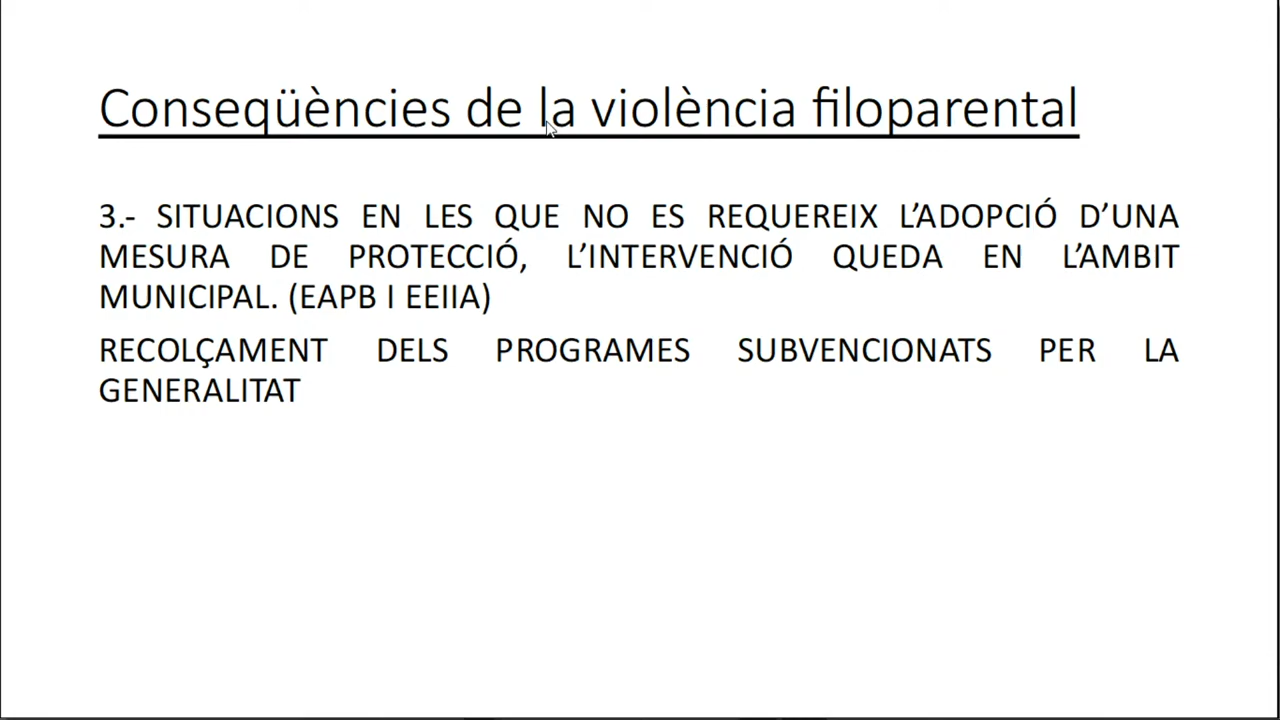 Conseqüències de la violència filoparental
3.- SITUACIONS EN LES QUE NO ES REQUEREIX L’ADOPCIÓ D’UNA
MESURA DE PROTECCIÓ, L’INTERVENCIÓ QUEDA EN L’AMBIT
MUNICIPAL. (EAPB I EEIIA)
RECOLÇAMENT DELS PROGRAMES SUBVENCIONATS PER LA
GENERALITAT